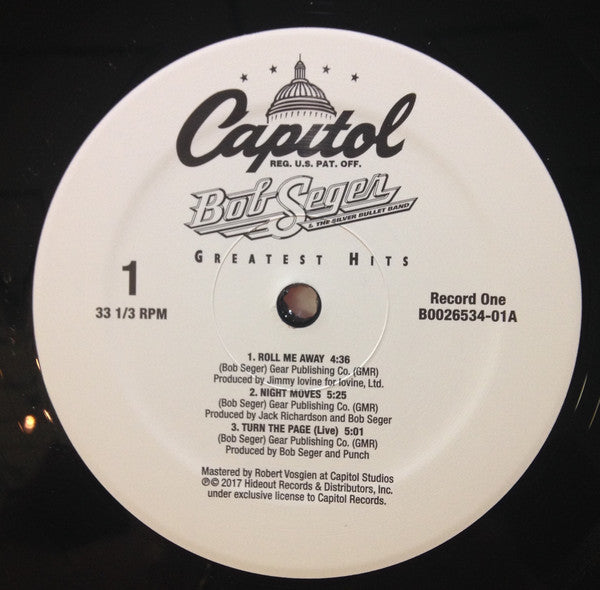 Capitol
REG. U.S. PAT. OFF.
Bob Seger
& THE SILVER BULLET BAND
GREATEST HITS
1
33 1/3 RPM
Record One
B0026534-01A
1. ROLL ME AWAY 4:36
(Bob Seger) Gear Publishing Co. (GMR)
Produced by Jimmy Iovine for Iovine, Ltd.
2. NIGHT MOVES 5:25
(Bob Seger) Gear Publishing Co. (GMR)
Produced by Jack Richardson and Bob Seger
3. TURN THE PAGE (Live) 5:01
(Bob Seger) Gear Publishing Co. (GMR)
Produced by Bob Seger and Punch
Mastered by Robert Vosgien at Capitol Studios
℗© 2017 Hideout Records & Distributors, Inc.
under exclusive license to Capitol Records.